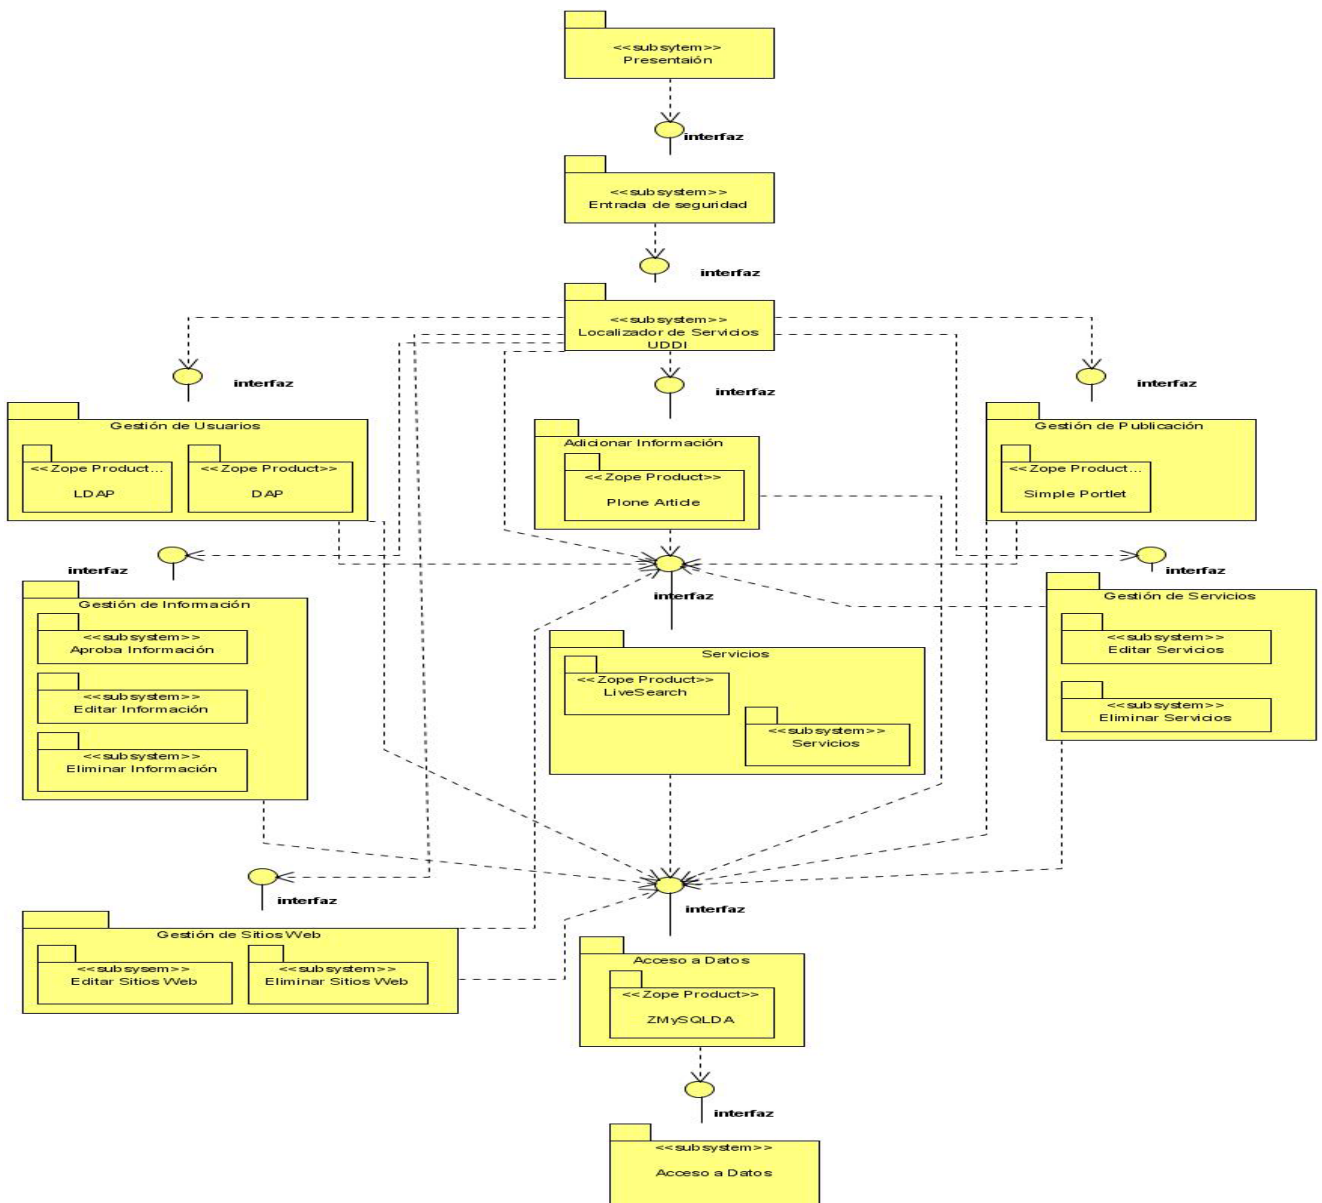 <<subsytem>>
Presentaión
interfaz
<<subsystem>>
Entrada de seguridad
interfaz
<<subsystem>>
Localizador de Servicios
UDDI
interfaz
interfaz
interfaz
Gestión de Usuarios
<<Zope Product...
LDAP
<<Zope Product>>
DAP
Adicionar Información
<<Zope Product>>
Plone Article
Gestión de Publicación
<<Zope Product...
Simple Portlet
interfaz
interfaz
interfaz
Gestión de Información
<<subsystem>>
Aproba Información
<<subsystem>>
Editar Información
<<subsystem>>
Eliminar Información
Servicios
<<Zope Product>>
LiveSearch
<<subsystem>>
Servicios
Gestión de Servicios
<<subsystem>>
Editar Servicios
<<subsystem>>
Eliminar Servicios
interfaz
interfaz
Gestión de Sitios Web
<<subsysem>>
Editar Sitios Web
<<subsystem>>
Eliminar Sitios Web
Acceso a Datos
<<Zope Product>>
ZMySQLDA
interfaz
<<subsystem>>
Acceso a Datos